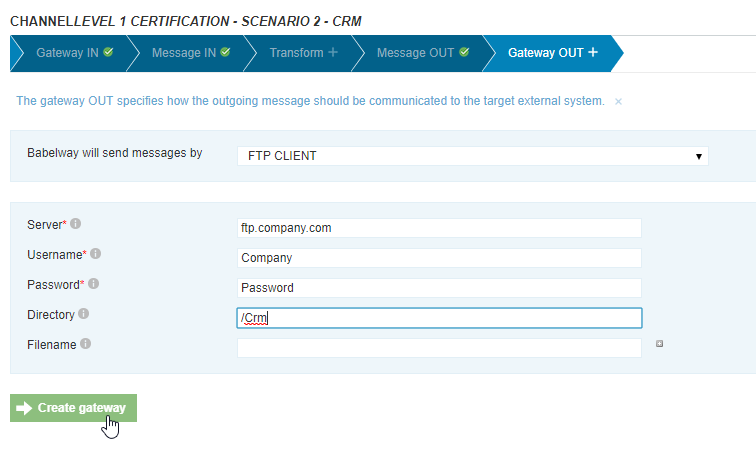 CHANNELLEVEL 1 CERTIFICATION - SCENARIO 2 - CRM
Gateway IN Message IN Transform + Message OUT Gateway OUT +
The gateway OUT specifies how the outgoing message should be communicated to the target external system. ×
Babelway will send messages by FTP CLIENT
Server* ftp.company.com
Username* Company
Password* Password
Directory /Crm
Filename
Create gateway